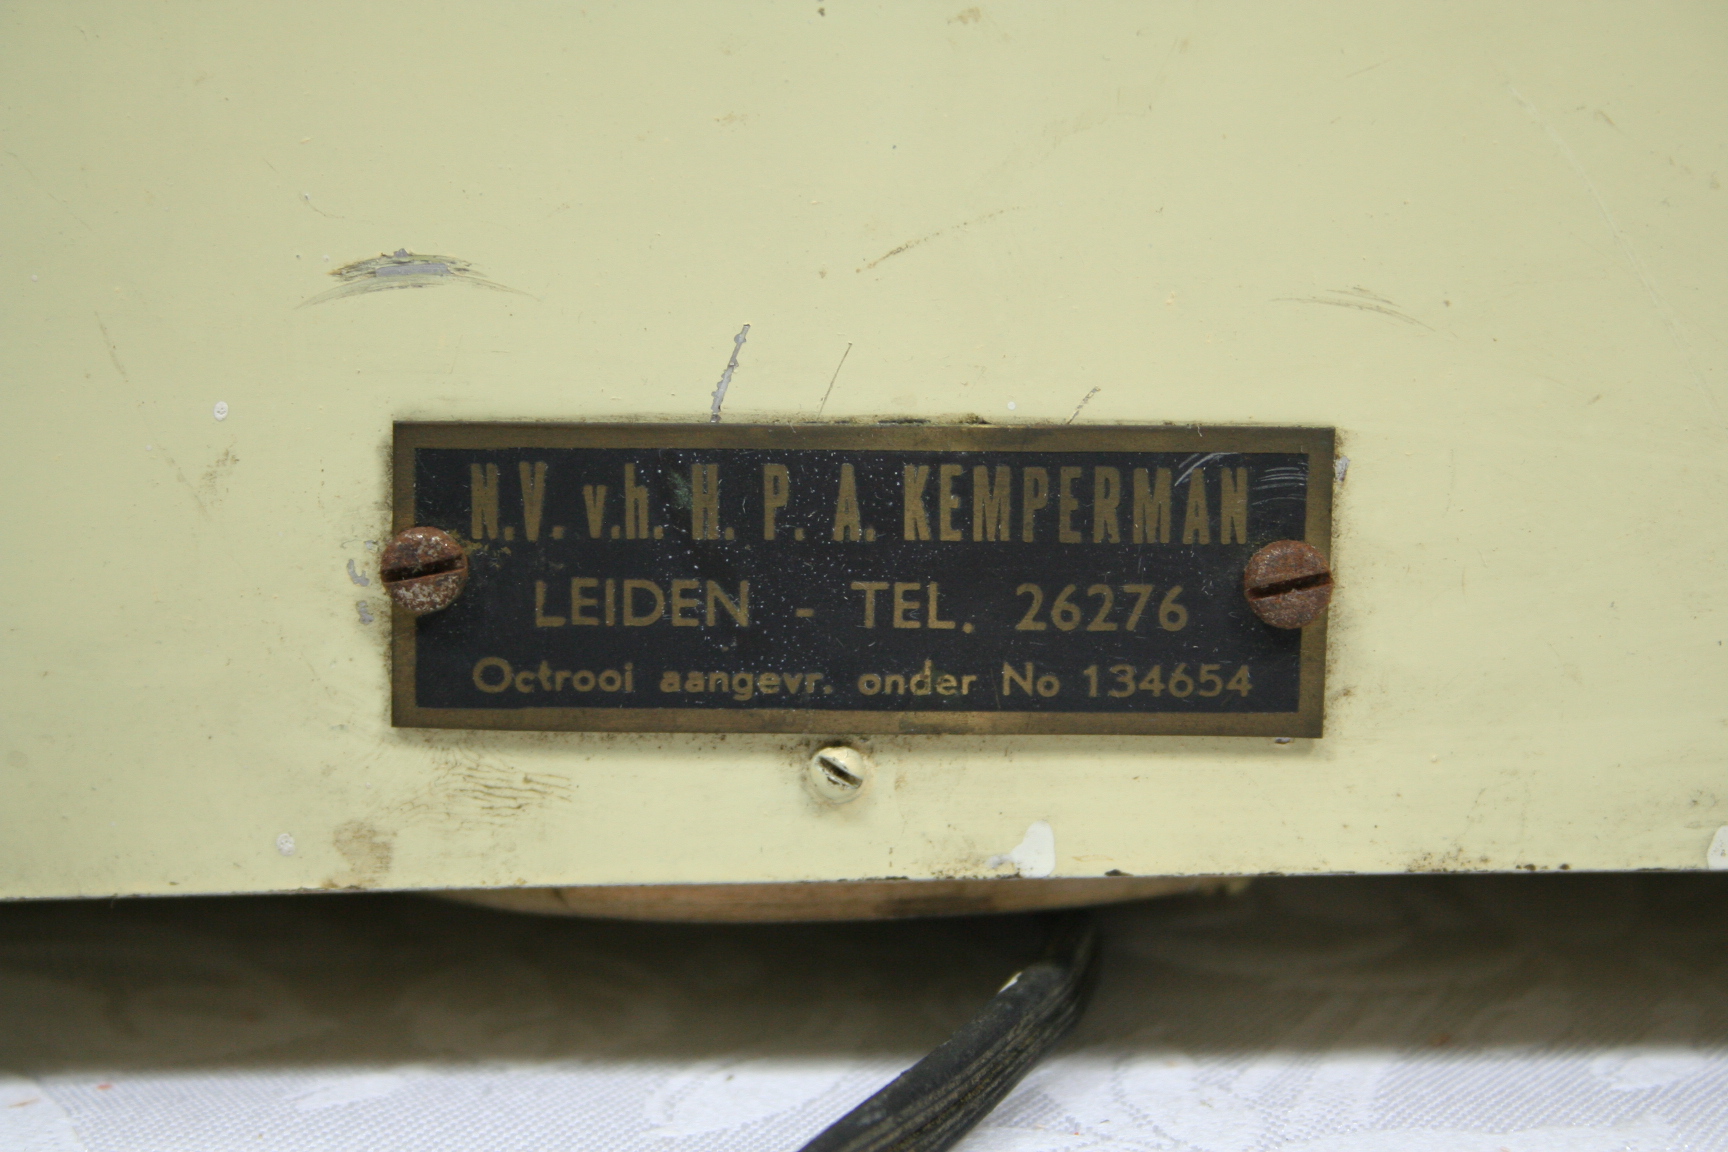 N.V. v.h. H. P. A. KEMPERMAN
LEIDEN - TEL. 26276
Octrooi aangevr. onder No 134654